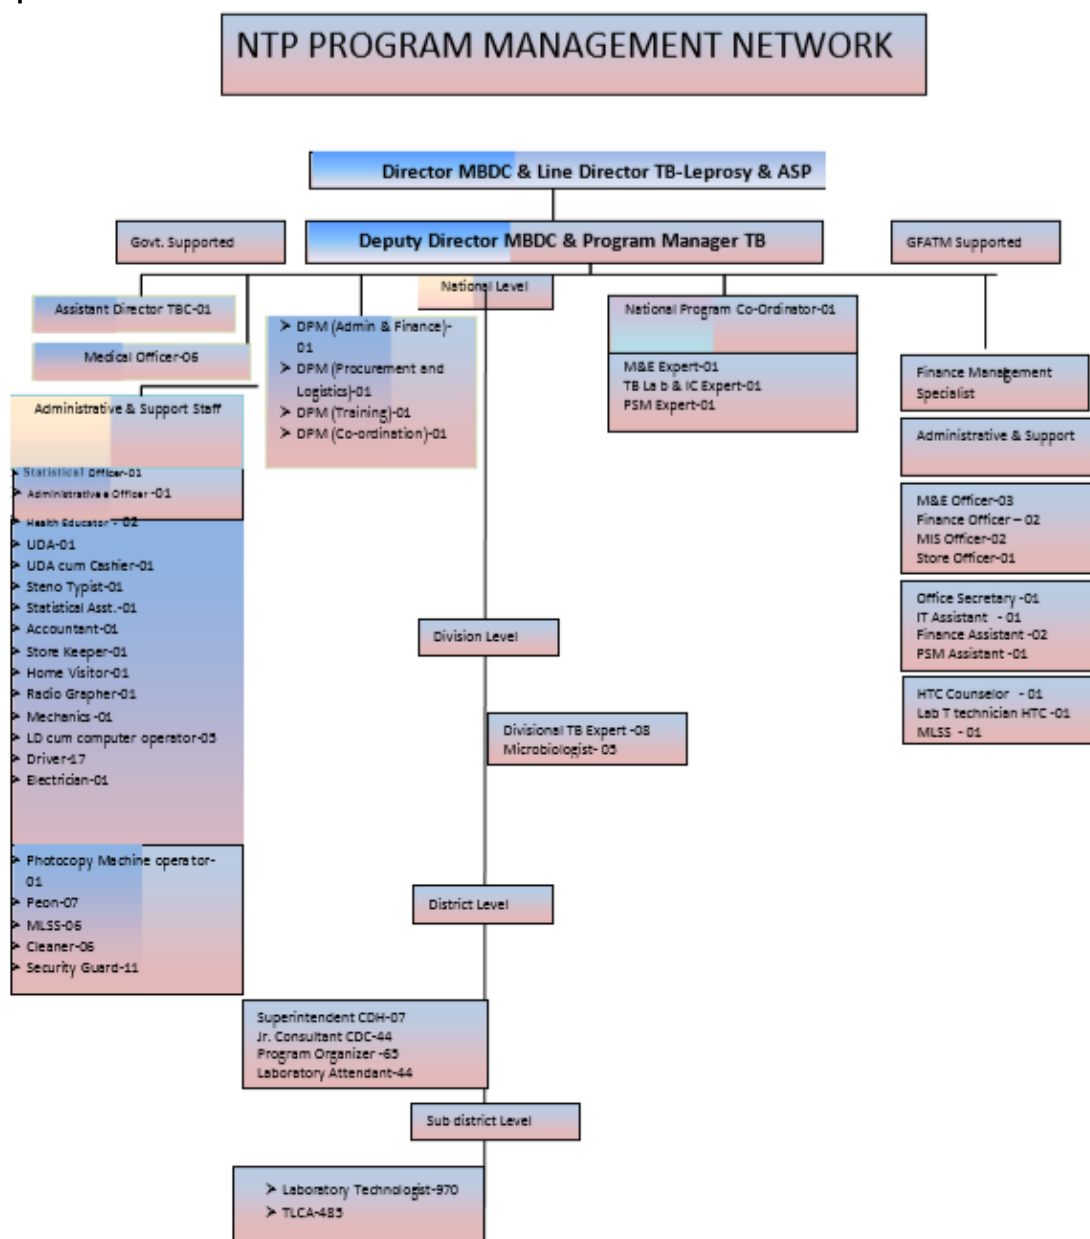 NTP PROGRAM MANAGEMENT NETWORK
Director MBDC & Line Director TB-Leprosy & ASP
Govt. Supported
Deputy Director MBDC & Program Manager TB
GFATM Supported
National Level
Assistant Director TBC-01
Medical Officer-06
Administrative & Support Staff
➤ Statistical Officer-01
➤ Administrative Officer -01
➤ Health Educator - 02
➤ UDA-01
➤ UDA cum Cashier-01
➤ Steno Typist-01
➤ Statistical Asst.-01
➤ Accountant-01
➤ Store Keeper-01
➤ Home Visitor-01
➤ Radio Grapher-01
➤ Mechanics -01
➤ LD cum computer operator-05
➤ Driver-17
➤ Electrician-01
➤ Photocopy Machine operator-
01
➤ Peon-07
➤ MLSS-06
➤ Cleaner-06
➤ Security Guard-11
➤ DPM (Admin & Finance)-
01
➤ DPM (Procurement and
Logistics)-01
➤ DPM (Training)-01
➤ DPM (Co-ordination)-01
National Program Co-Ordinator-01
M&E Expert-01
TB La b & IC Expert-01
PSM Expert-01
Finance Management
Specialist
Administrative & Support
M&E Officer-03
Finance Officer – 02
MIS Officer-02
Store Officer-01
Office Secretary -01
IT Assistant - 01
Finance Assistant -02
PSM Assistant -01
HTC Counselor - 01
Lab T technician HTC -01
MLSS - 01
Division Level
Divisional TB Expert -08
Microbiologist- 05
District Level
Superintendent CDH-07
Jr. Consultant CDC-44
Program Organizer -65
Laboratory Attendant-44
Sub district Level
➤ Laboratory Technologist-970
➤ TLCA-485